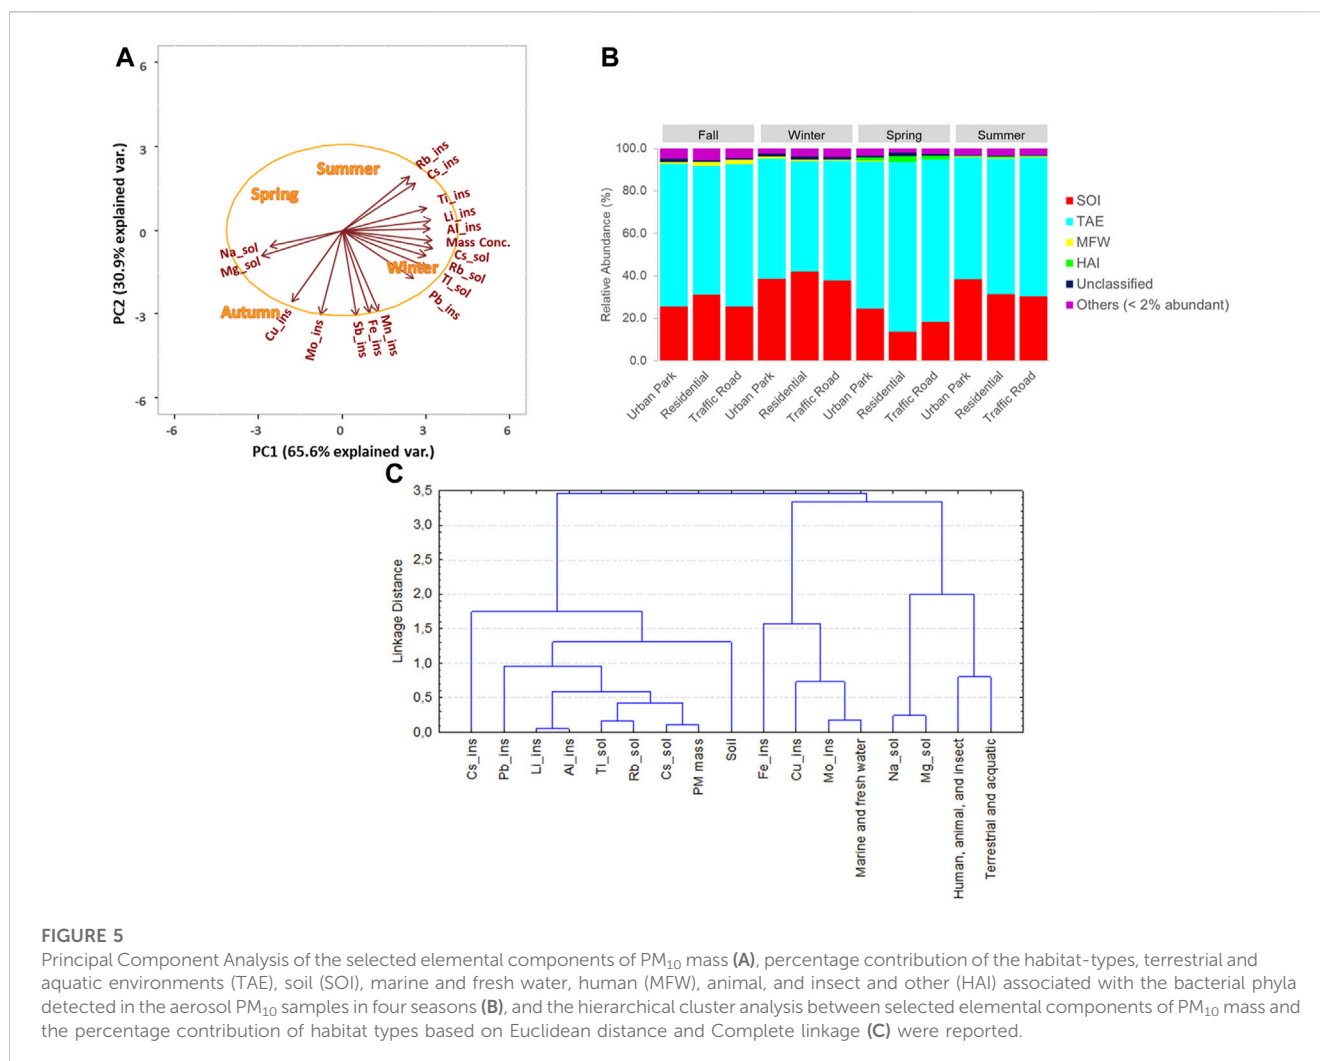 A
6
3
0
-3
-6
PC2 (30.9% explained var.)
Summer
Spring
Winter
Autumn
Rb_ins
Cs_ins
Ti_ins
Li_ins
Al_ins
Mass Conc.
Cs_sol
Rb_sol
Tl_sol
Pb_ins
Na_sol
Mg_sol
Cu_ins
Mo_ins
Sb_ins
Fe_ins
Mn_ins
-6 -3 0 3 6
PC1 (65.6% explained var.)
B
Fall Winter Spring Summer
100.0
80.0
60.0
40.0
20.0
0.0
Relative Abundance (%)
Urban Park Residential Traffic Road Urban Park Residential Traffic Road Urban Park Residential Traffic Road Urban Park Residential Traffic Road
SOI
TAE
MFW
HAI
Unclassified
Others (< 2% abundant)
C
3,5
3,0
2,5
2,0
1,5
1,0
0,5
0,0
Linkage Distance
Cs_ins
Pb_ins
Li_ins
Al_ins
Tl_sol
Rb_sol
Cs_sol
PM mass
Soil
Fe_ins
Cu_ins
Mo_ins
Marine and fresh water
Na_sol
Mg_sol
Human, animal, and insect
Terrestrial and acquatic
FIGURE 5
Principal Component Analysis of the selected elemental components of PM₁₀ mass (A), percentage contribution of the habitat-types, terrestrial and
aquatic environments (TAE), soil (SOI), marine and fresh water, human (MFW), animal, and insect and other (HAI) associated with the bacterial phyla
detected in the aerosol PM₁₀ samples in four seasons (B), and the hierarchical cluster analysis between selected elemental components of PM₁₀ mass and
the percentage contribution of habitat types based on Euclidean distance and Complete linkage (C) were reported.